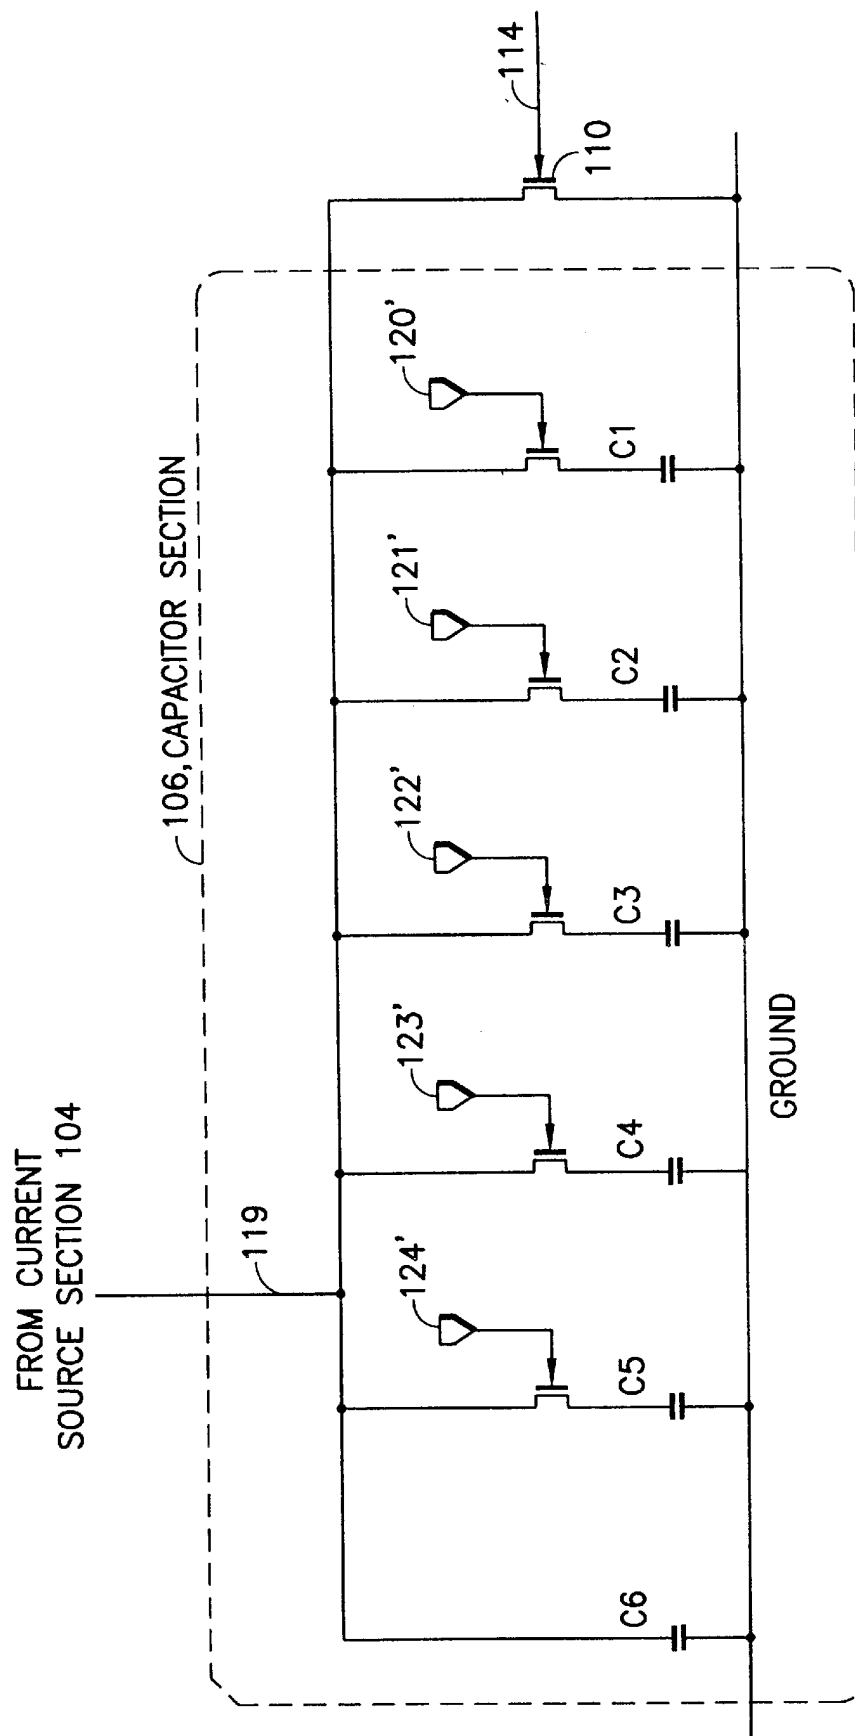 FROM CURRENT
SOURCE SECTION 104
119
106, CAPACITOR SECTION
124'
123'
122'
121'
120'
114
110
C6
C5
C4
C3
C2
C1
GROUND